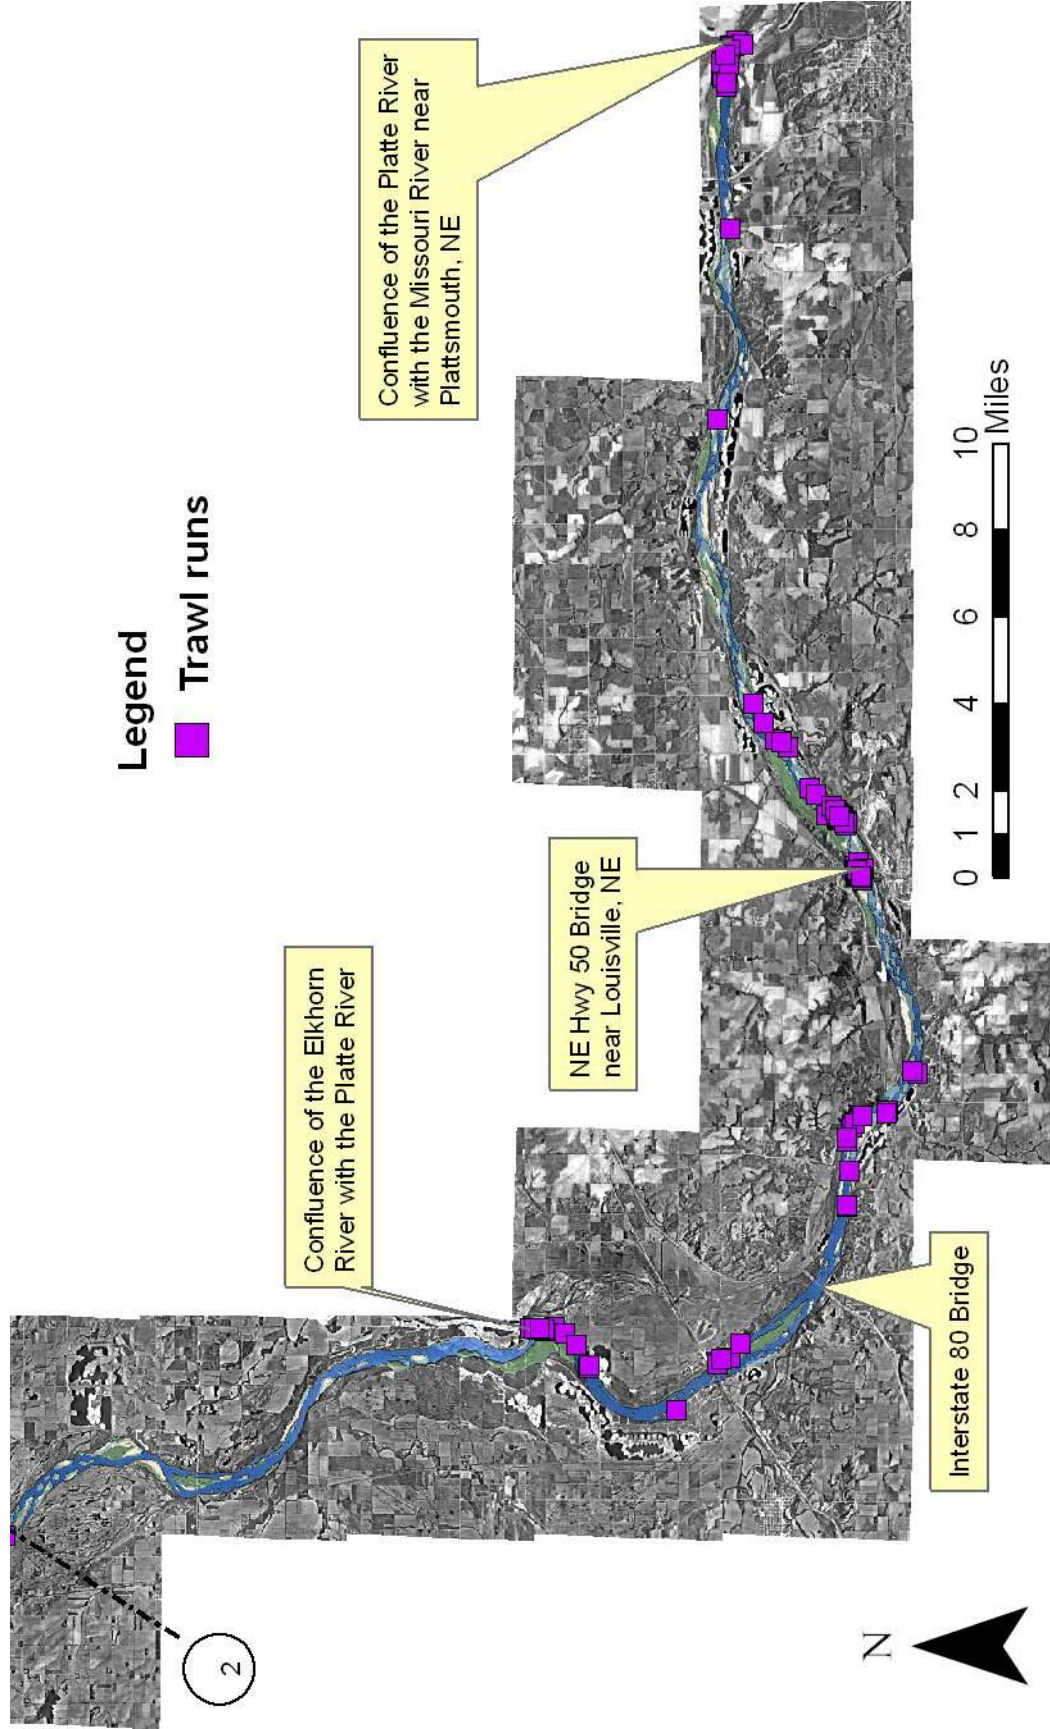 Legend
Trawl runs
Confluence of the Platte River
with the Missouri River near
Plattsmouth, NE
Confluence of the Elkhorn
River with the Platte River
NE Hwy 50 Bridge
near Louisville, NE
Interstate 80 Bridge
2
N
0 1 2 4 6 8 10
Miles